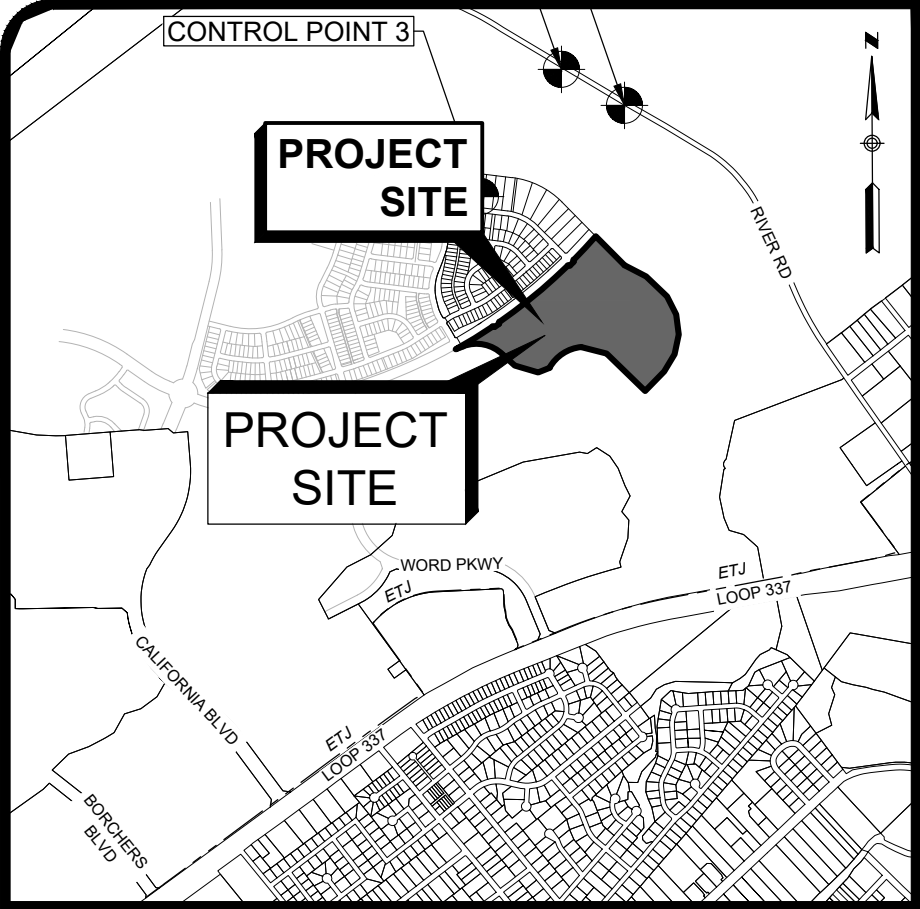 CONTROL POINT 3
N
PROJECT
SITE
RIVER RD
PROJECT
SITE
WORD PKWY
ETJ
ETJ
LOOP 337
CALIFORNIA BLVD
ETJ
LOOP 337
BORCHERS
BLVD